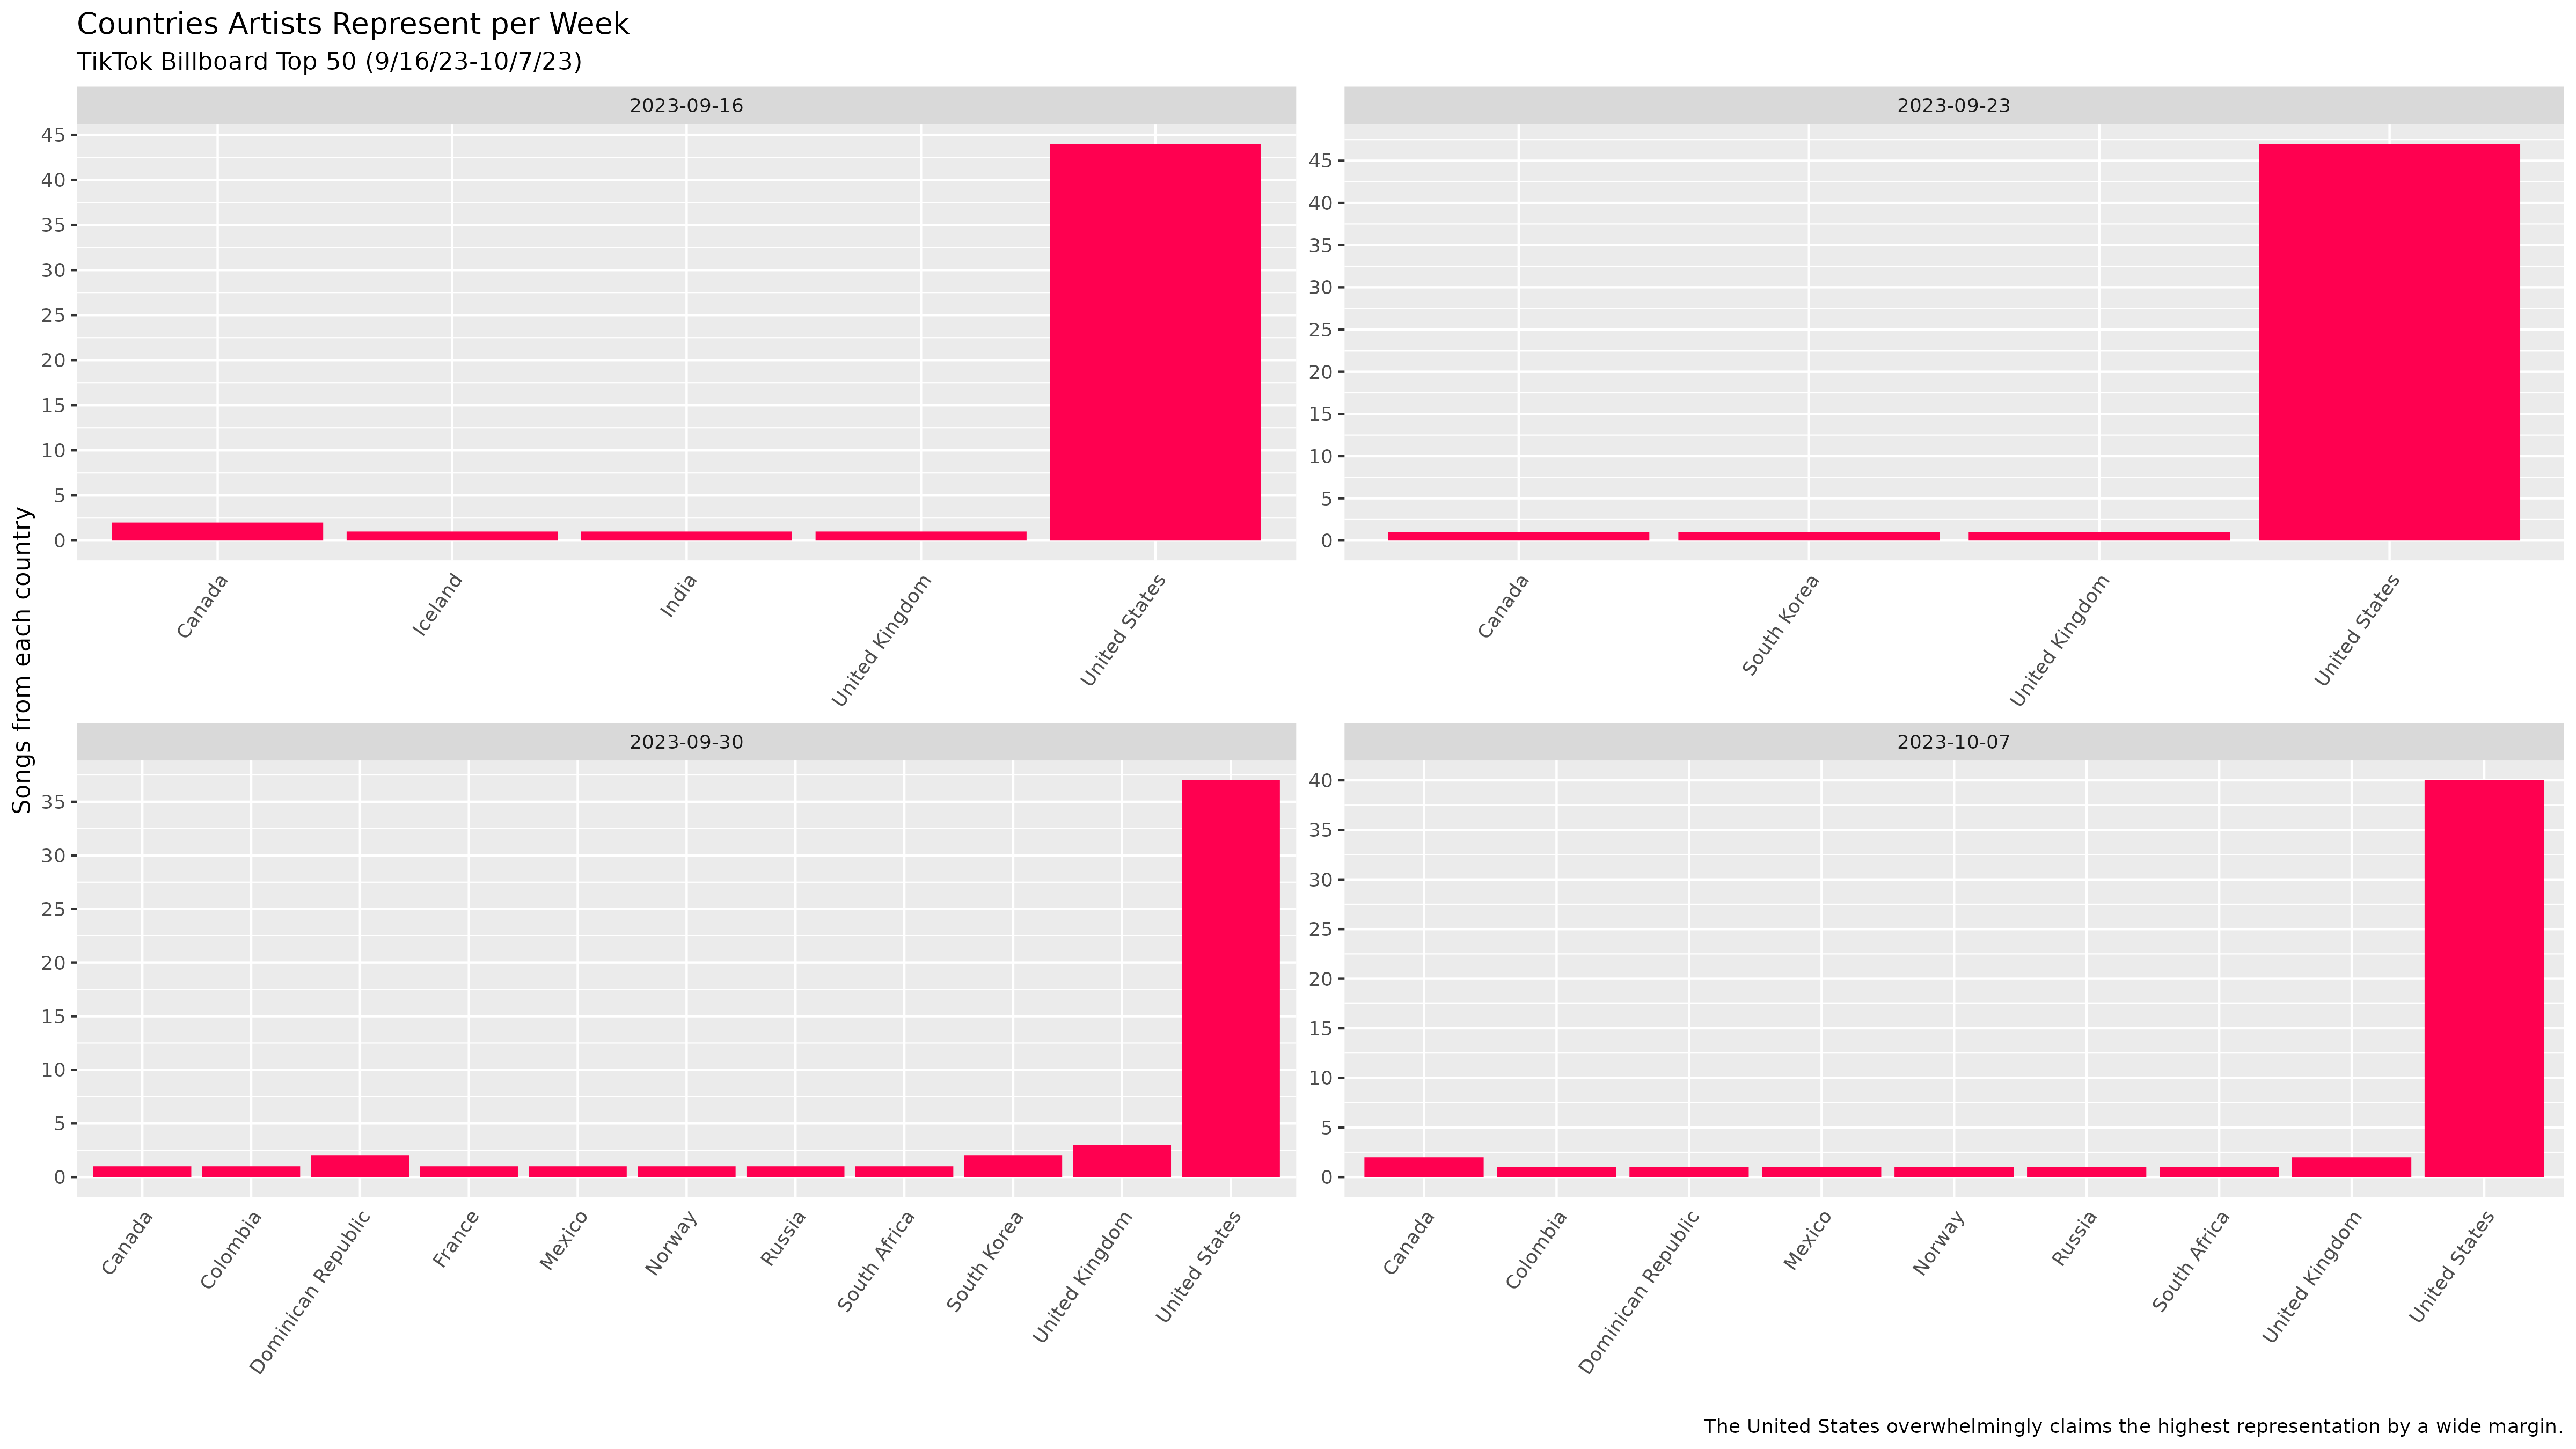 Countries Artists Represent per Week
TikTok Billboard Top 50 (9/16/23-10/7/23)
Songs from each country
2023-09-16
45
40
35
30
25
20
15
10
5
0
Canada
Iceland
India
United Kingdom
United States
2023-09-23
45
40
35
30
25
20
15
10
5
0
Canada
South Korea
United Kingdom
United States
2023-09-30
35
30
25
20
15
10
5
0
Canada
Colombia
Dominican Republic
France
Mexico
Norway
Russia
South Africa
South Korea
United Kingdom
United States
2023-10-07
40
35
30
25
20
15
10
5
0
Canada
Colombia
Dominican Republic
Mexico
Norway
Russia
South Africa
United Kingdom
United States
The United States overwhelmingly claims the highest representation by a wide margin.